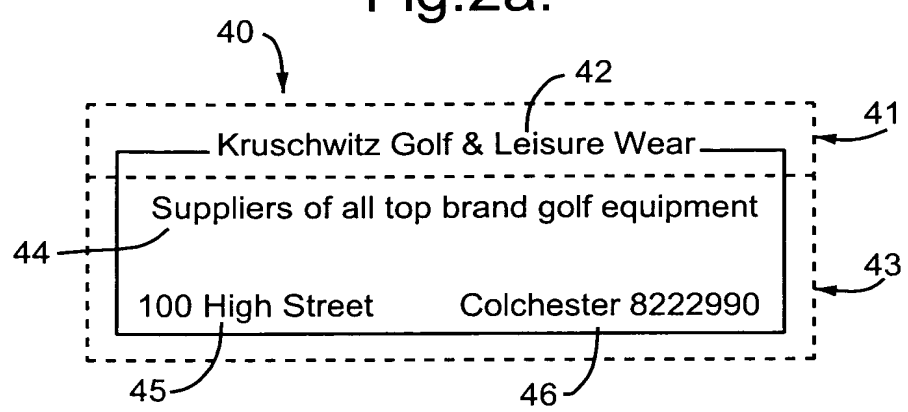 Fig.2a.
40
42
41
Kruschwitz Golf & Leisure Wear
Suppliers of all top brand golf equipment
44
43
100 High Street Colchester 8222990
45
46